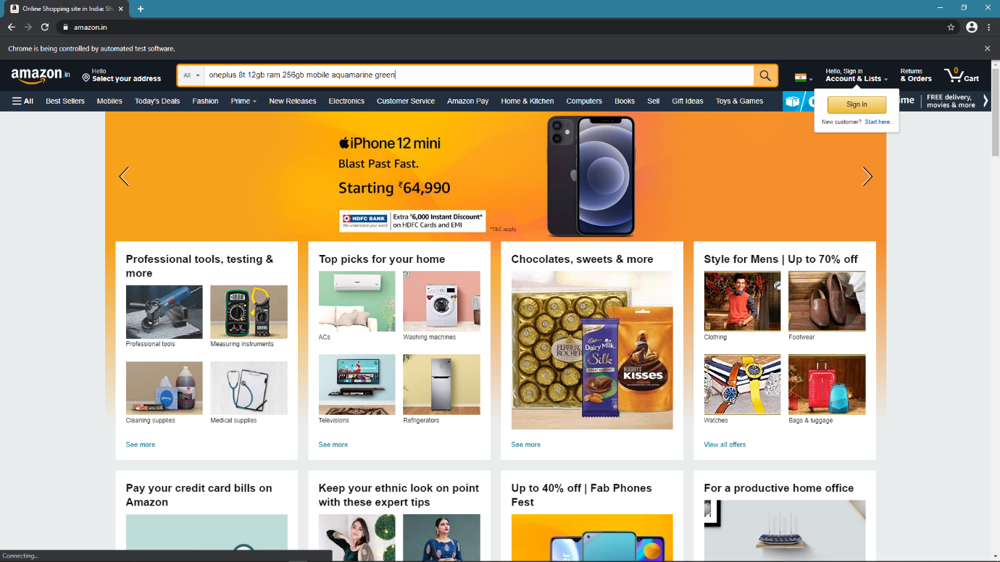 Online Shopping site in India: Sh
amazon.in
Chrome is being controlled by automated test software.
amazon.in
Hello
Select your address
All
oneplus 8t 12gb ram 256gb mobile aquamarine green
Hello, Sign in
Account & Lists
Returns
& Orders
0
Cart
All
Best Sellers
Mobiles
Today's Deals
Fashion
Prime
New Releases
Electronics
Customer Service
Amazon Pay
Home & Kitchen
Computers
Books
Sell
Gift Ideas
Toys & Games
ime
FREE delivery,
movies & more
Sign in
New customer? Start here.
iPhone 12 mini
Blast Past Fast.
Starting ₹64,990
HDFC BANK
We understand your world
Extra ₹6,000 Instant Discount*
on HDFC Cards and EMI
*T&C apply
Professional tools, testing &
more
Professional tools
Measuring instruments
Cleaning supplies
Medical supplies
See more
Top picks for your home
ACs
Washing machines
Televisions
Refrigerators
See more
Chocolates, sweets & more
FERRERO
ROCHER
Cadbury
Dairy Milk
Silk
ROAST ALMOND
HERSHEY'S
KISSES
See more
Style for Mens | Up to 70% off
Clothing
Footwear
Watches
Bags & luggage
View all offers
Pay your credit card bills on
Amazon
Keep your ethnic look on point
with these expert tips
Up to 40% off | Fab Phones
Fest
For a productive home office
Connecting...